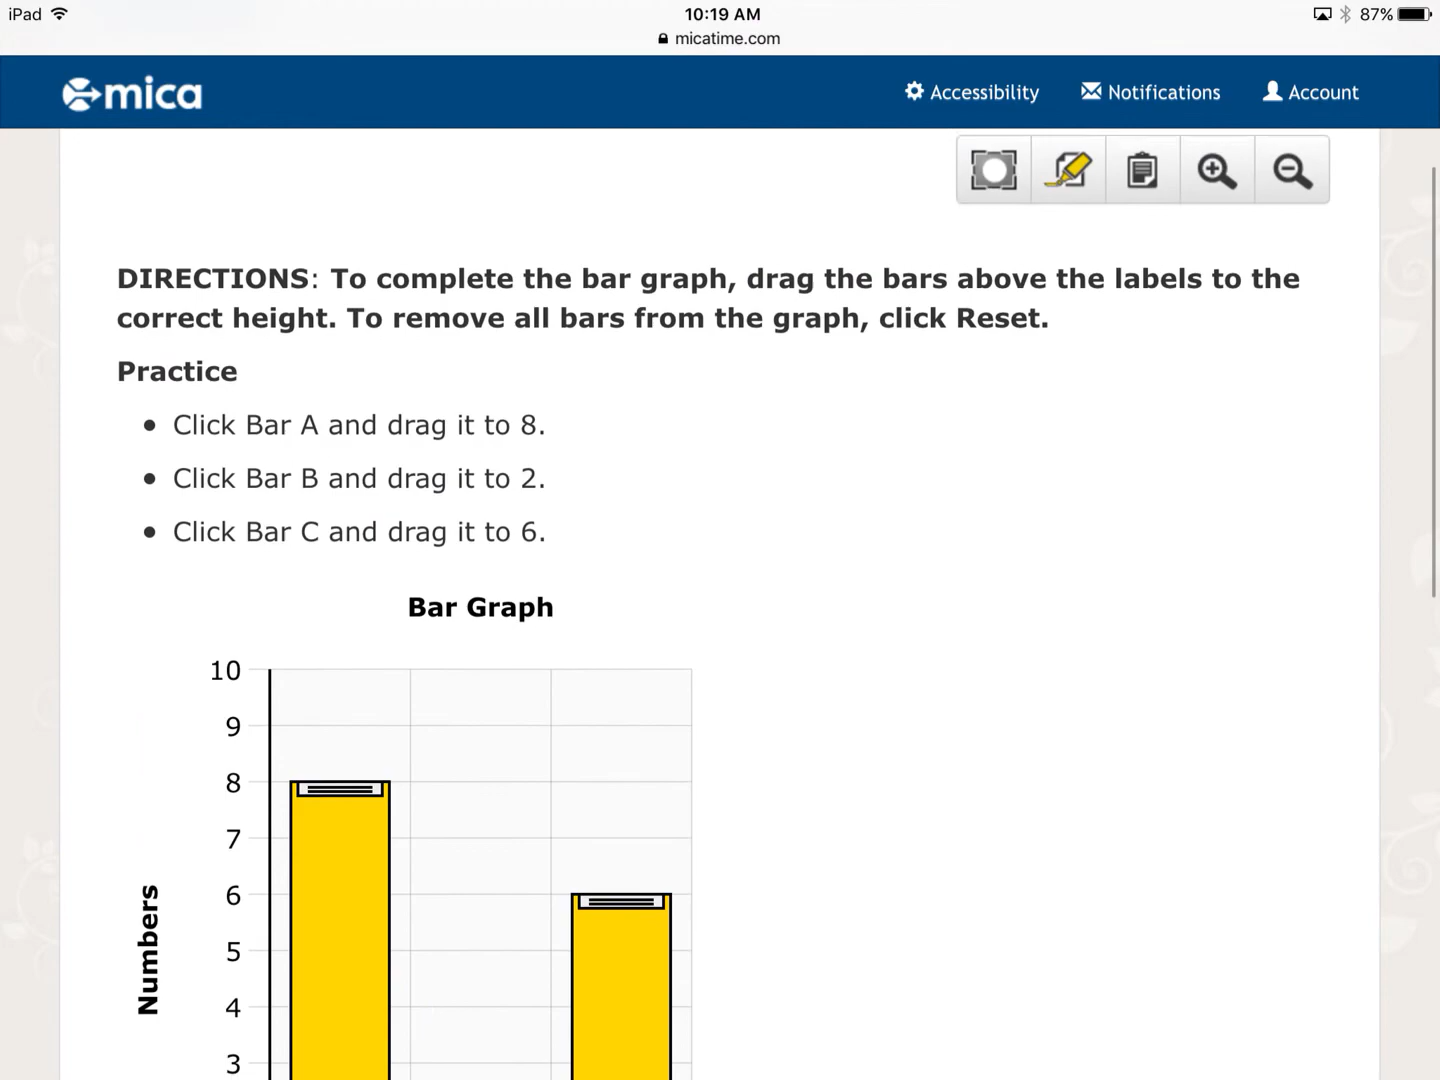 iPad
10:19 AM
87%
micatime.com
mica
Accessibility
Notifications
Account
DIRECTIONS: To complete the bar graph, drag the bars above the labels to the
correct height. To remove all bars from the graph, click Reset.
Practice
• Click Bar A and drag it to 8.
• Click Bar B and drag it to 2.
• Click Bar C and drag it to 6.
Bar Graph
10
9
8
7
6
5
4
3
Numbers